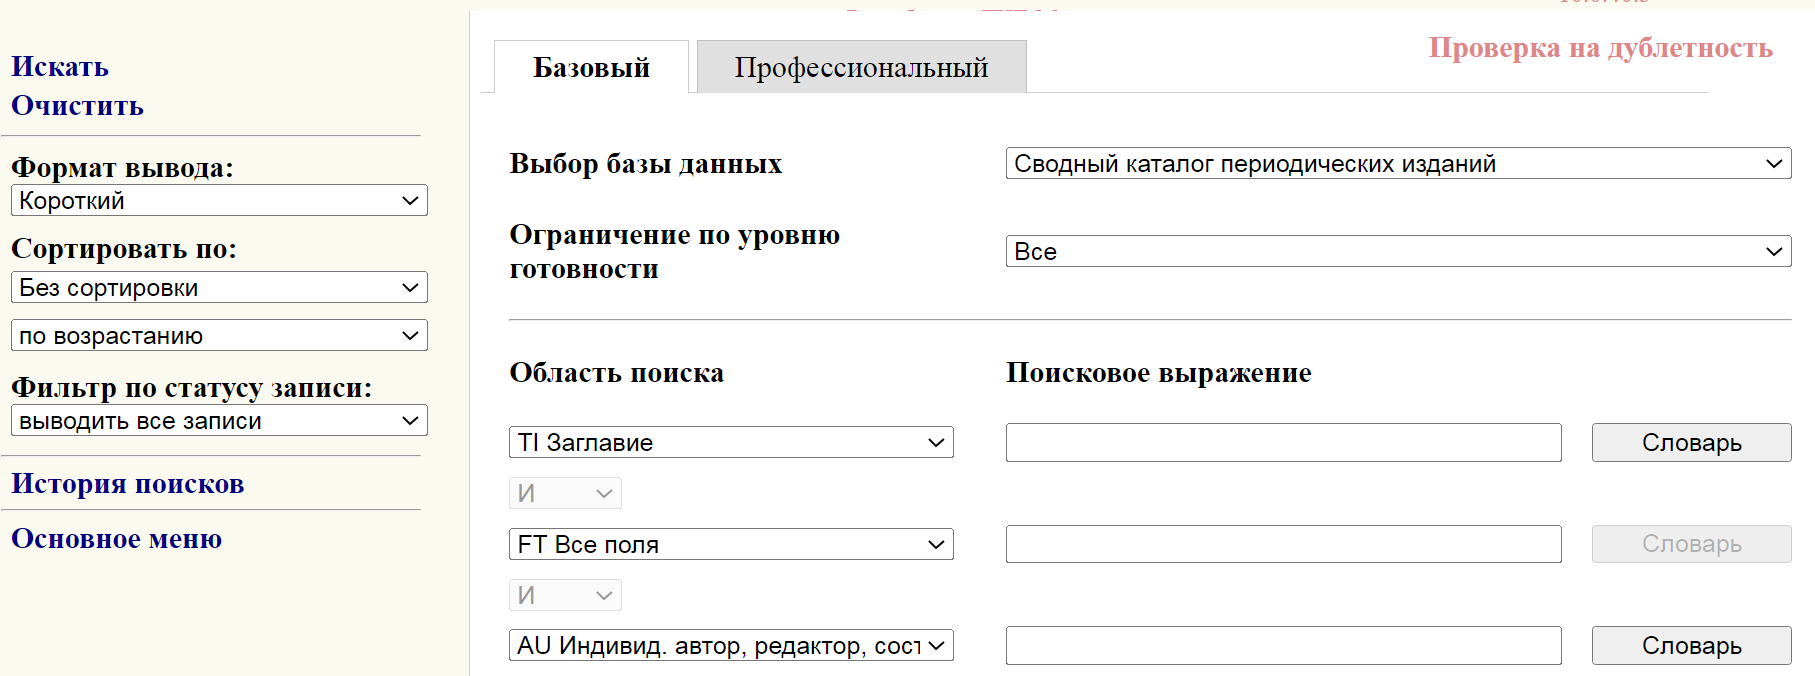 Искать
Очистить
Формат вывода:
Короткий
Сортировать по:
Без сортировки
по возрастанию
Фильтр по статусу записи:
выводить все записи
История поисков
Основное меню
Базовый
Профессиональный
Проверка на дублетность
Выбор базы данных
Сводный каталог периодических изданий
Ограничение по уровню
готовности
Все
Область поиска
Поисковое выражение
TI Заглавие
Словарь
И
FT Все поля
Словарь
И
AU Индивид. автор, редактор, сост
Словарь